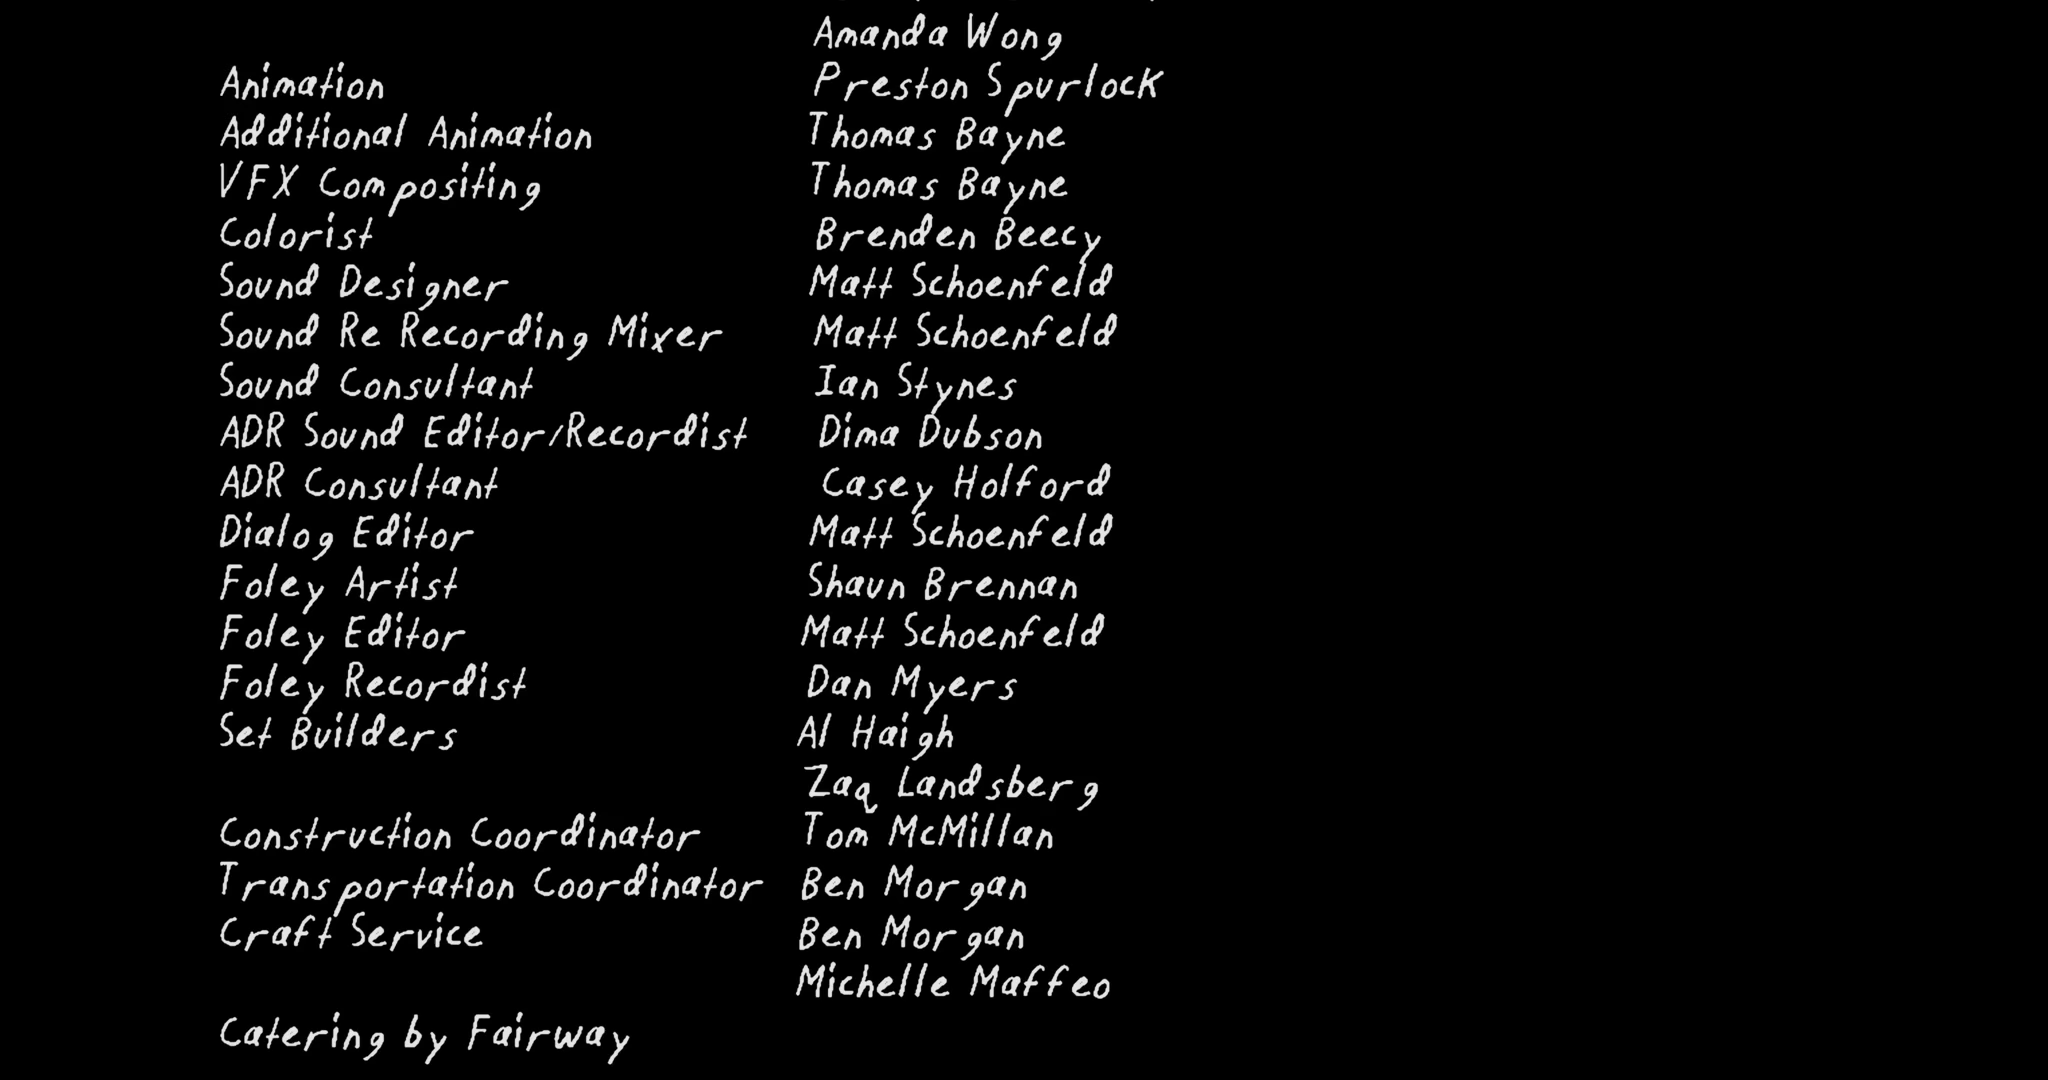 Amanda Wong
Animation Preston Spurlock
Additional Animation Thomas Bayne
VFX Compositing Thomas Bayne
Colorist Brenden Beecy
Sound Designer Matt Schoenfeld
Sound Re Recording Mixer Matt Schoenfeld
Sound Consultant Ian Stynes
ADR Sound Editor/Recordist Dima Dubson
ADR Consultant Casey Holford
Dialog Editor Matt Schoenfeld
Foley Artist Shaun Brennan
Foley Editor Matt Schoenfeld
Foley Recordist Dan Myers
Set Builders Al Haigh
Zaq Landsberg
Construction Coordinator Tom McMillan
Transportation Coordinator Ben Morgan
Craft Service Ben Morgan
Michelle Maffeo
Catering by Fairway